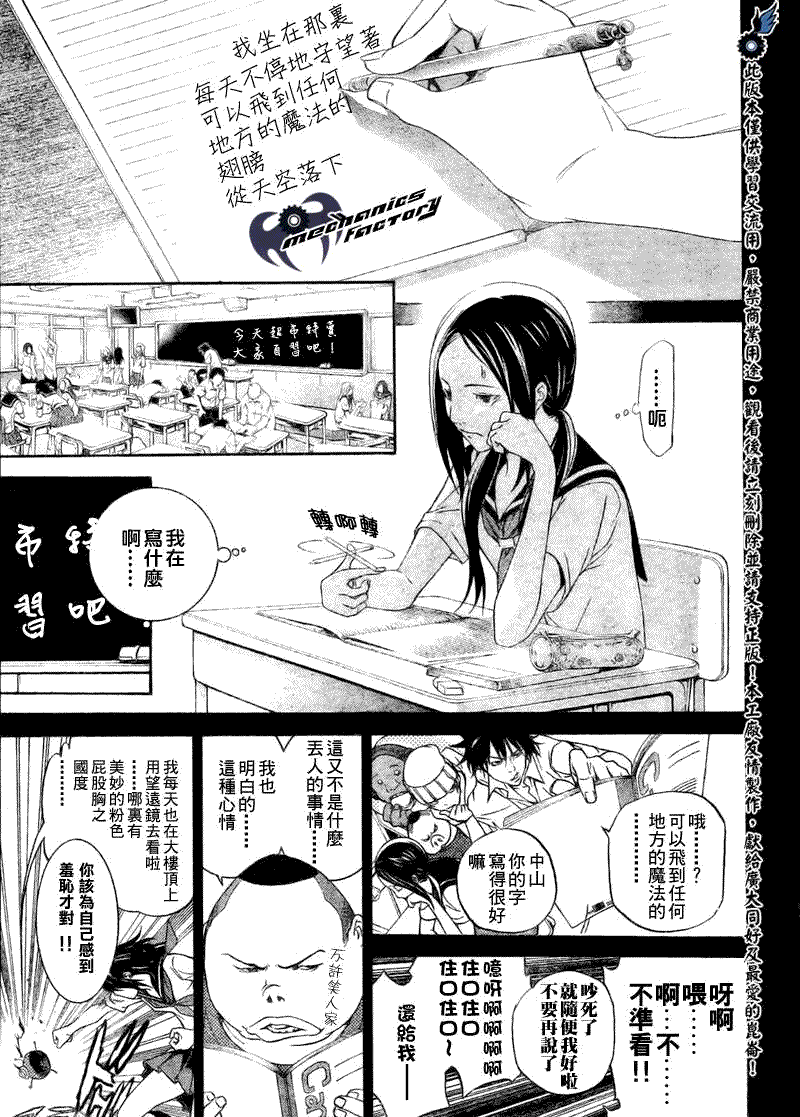 我坐在那裏
每天不停地守望著
可以飛到任何
地方的魔法的
翅膀
從天空落下
mechanics
factory
今天起弔特賣
大家自習吧!
……呃
轉啊轉
我在
寫什麼
啊……
特
弔
習吧
哦……?
可以飛到任何
地方的魔法的
……
中山
你的字
寫得很好
嘛
這又不是什麼
丟人的事情……
我也
明白的……
這種心情
不許笑人家
我每天也在大樓頂上
用望遠鏡去看啦
……哪裏有
美妙的粉色
屁股胸之
國度
你該為自己感到
羞恥才對!!
呀啊
喂……
啊…不……
不準看!!
吵死了
就隨便我好啦
不要再說了
噫呀啊啊啊啊
住口住口
住口住口~
還給我——
Can
此版本僅供學習交流用，嚴禁商業用途，觀看後請立刻刪除並請支持正版！本工廠友情製作，獻給廣大同好及最愛的崑崙！